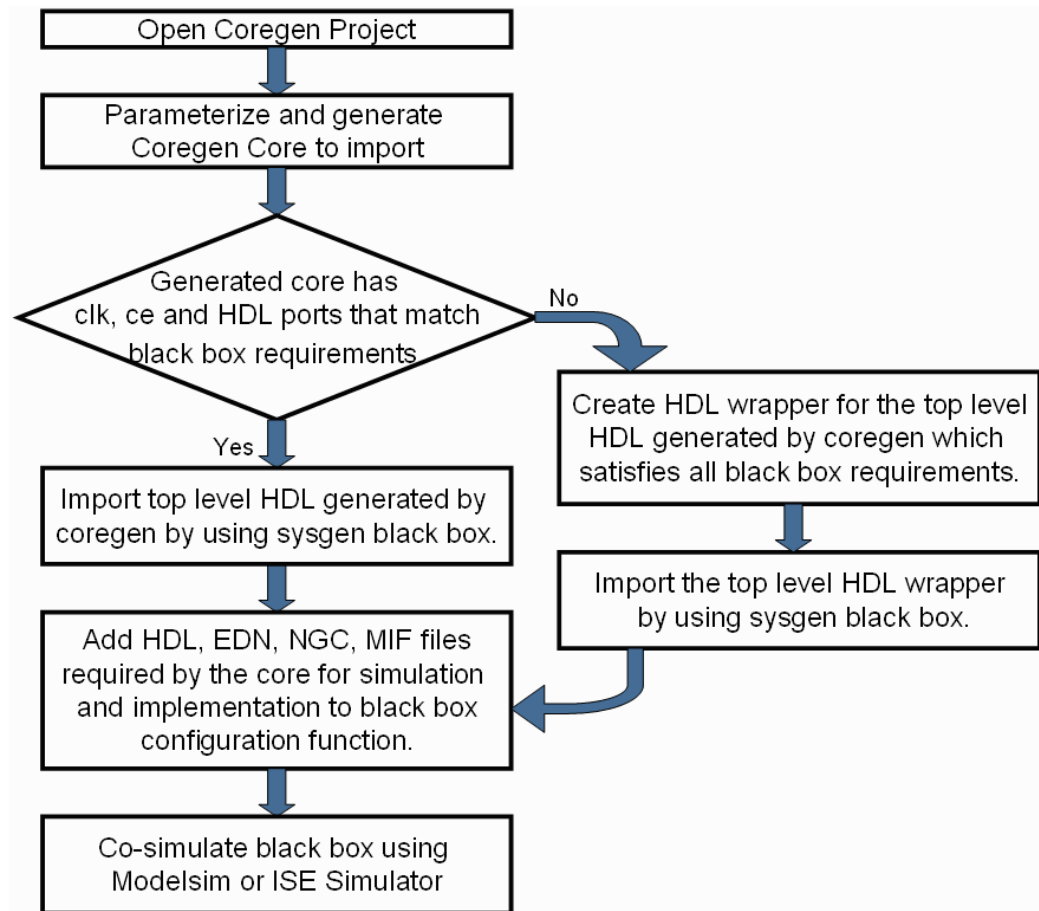 Open Coregen Project
Parameterize and generate
Coregen Core to import
Generated core has
clk, ce and HDL ports that match
black box requirements
No
Yes
Create HDL wrapper for the top level
HDL generated by coregen which
satisfies all black box requirements.
Import top level HDL generated by
coregen by using sysgen black box.
Import the top level HDL wrapper
by using sysgen black box.
Add HDL, EDN, NGC, MIF files
required by the core for simulation
and implementation to black box
configuration function.
Co-simulate black box using
Modelsim or ISE Simulator